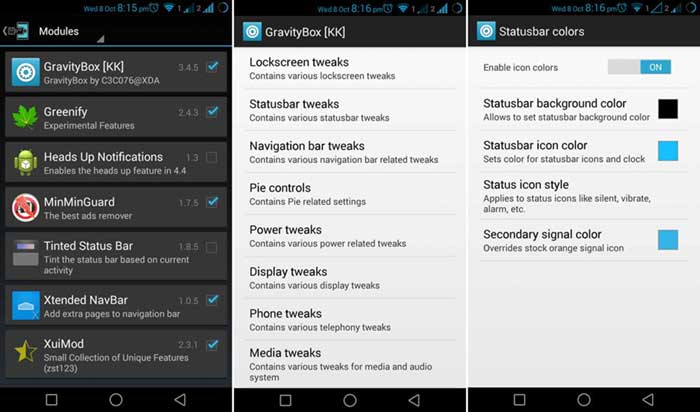 Wed 8 Oct 8:15 pm
Modules
GravityBox [KK]
GravityBox by C3C076@XDA
3.4.5
Greenify
Experimental Features
2.4.3
Heads Up Notifications
Enables the heads up feature in 4.4
1.3
MinMinGuard
The best ads remover
1.7.5
Tinted Status Bar
Tint the status bar based on current
activity
1.8.5
Xtended NavBar
Add extra pages to navigation bar
1.0.5
XuiMod
Small Collection of Unique Features
(zst123)
2.3.1
Wed 8 Oct 8:16 pm
GravityBox [KK]
Lockscreen tweaks
Contains various lockscreen tweaks
Statusbar tweaks
Contains various statusbar tweaks
Navigation bar tweaks
Contains various navigation bar related tweaks
Pie controls
Contains Pie related settings
Power tweaks
Contains various power related tweaks
Display tweaks
Contains various display tweaks
Phone tweaks
Contains various telephony tweaks
Media tweaks
Contains various tweaks for media and audio
system
Wed 8 Oct 8:16 pm
Statusbar colors
Enable icon colors
ON
Statusbar background color
Allows to set statusbar background color
Statusbar icon color
Sets color for statusbar icons and clock
Status icon style
Applies to status icons like silent, vibrate,
alarm, etc.
Secondary signal color
Overrides stock orange signal icon